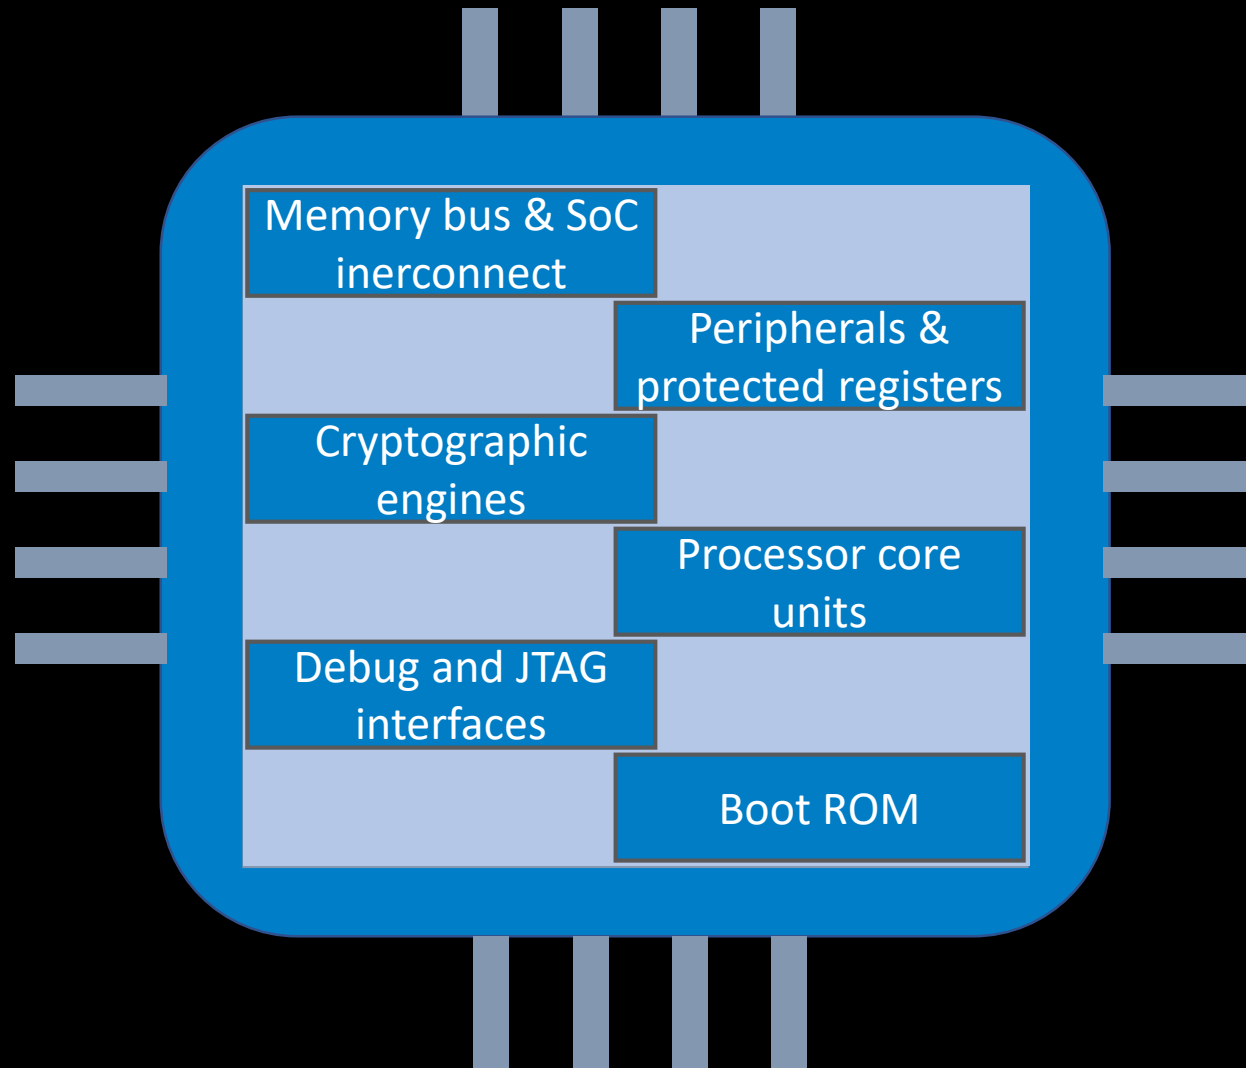 Memory bus & SoC
inerconnect
Peripherals &
protected registers
Cryptographic
engines
Processor core
units
Debug and JTAG
interfaces
Boot ROM